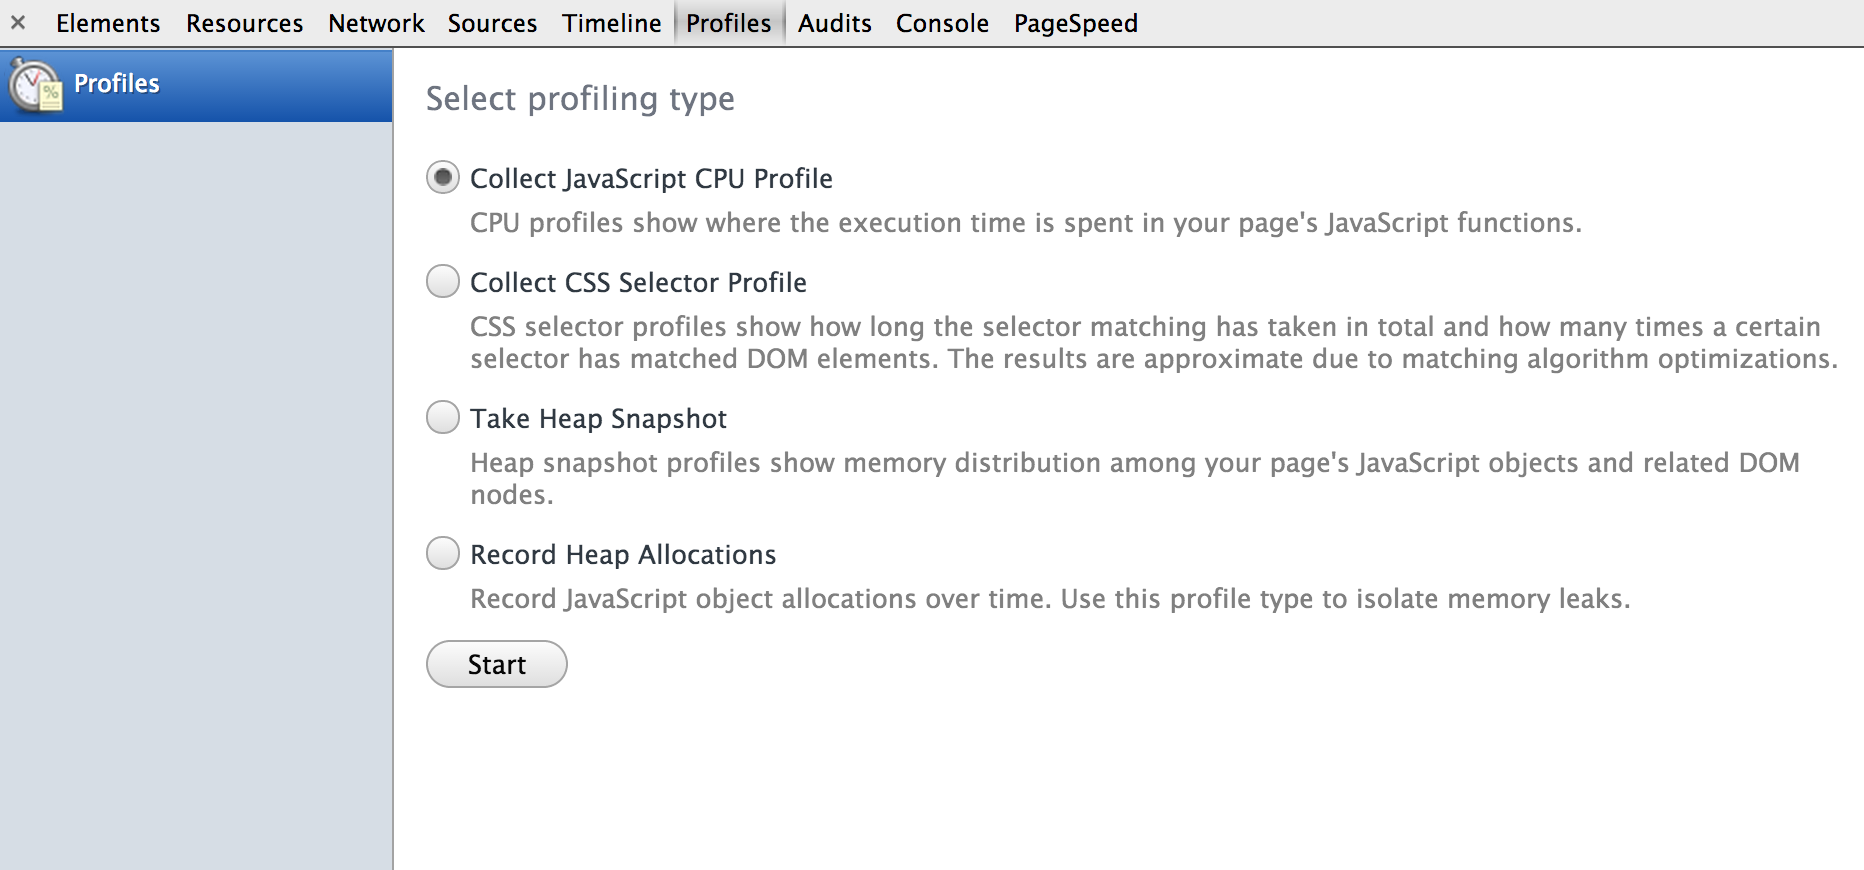 × Elements Resources Network Sources Timeline Profiles Audits Console PageSpeed
Profiles
Select profiling type
Collect JavaScript CPU Profile
CPU profiles show where the execution time is spent in your page's JavaScript functions.
Collect CSS Selector Profile
CSS selector profiles show how long the selector matching has taken in total and how many times a certain
selector has matched DOM elements. The results are approximate due to matching algorithm optimizations.
Take Heap Snapshot
Heap snapshot profiles show memory distribution among your page's JavaScript objects and related DOM
nodes.
Record Heap Allocations
Record JavaScript object allocations over time. Use this profile type to isolate memory leaks.
Start